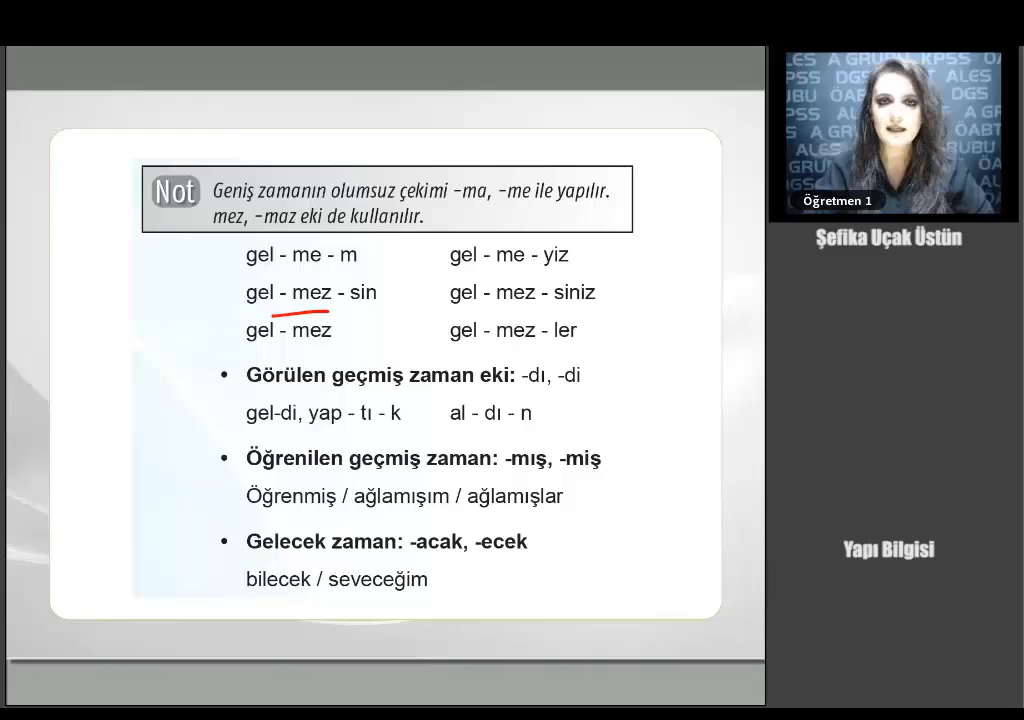 Not Geniş zamanın olumsuz çekimi –ma, –me ile yapılır.
mez, –maz eki de kullanılır.
gel - me - m gel - me - yiz
gel - mez - sin gel - mez - siniz
gel - mez gel - mez - ler
• Görülen geçmiş zaman eki: -dı, -di
gel-di, yap - tı - k al - dı - n
• Öğrenilen geçmiş zaman: -mış, -miş
Öğrenmiş / ağlamışım / ağlamışlar
• Gelecek zaman: -acak, -ecek
bilecek / seveceğim
Öğretmen 1
Şefika Uçak Üstün
Yapı Bilgisi